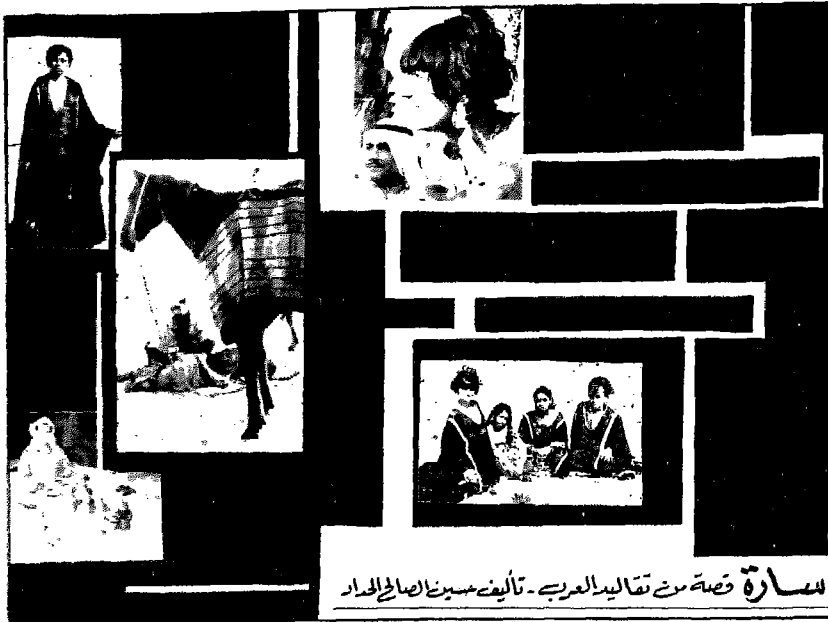 سارة قصة من تقاليد العرب - تأليف حسين الصالح الحداد